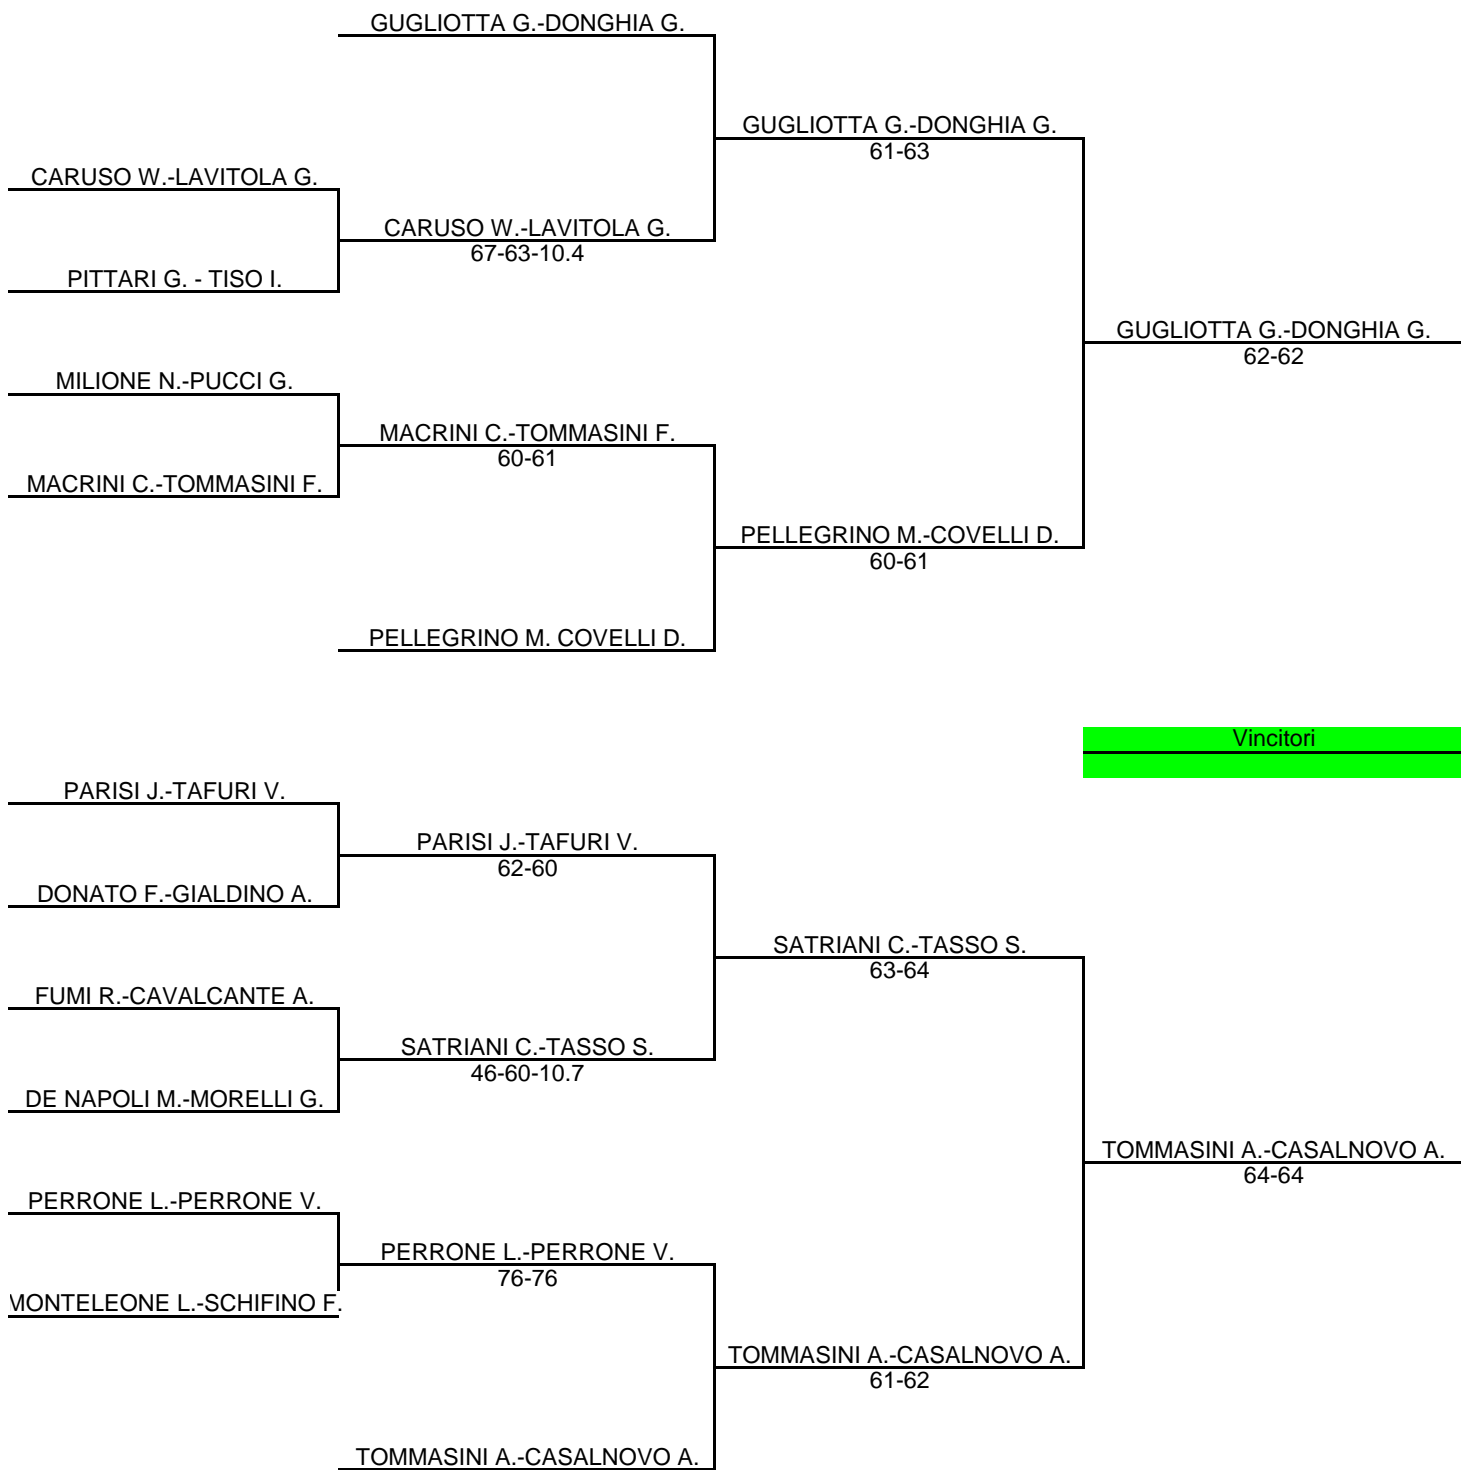 GUGLIOTTA G.-DONGHIA G.
GUGLIOTTA G.-DONGHIA G.
61-63
CARUSO W.-LAVITOLA G.
CARUSO W.-LAVITOLA G.
67-63-10.4
PITTARI G. - TISO I.
GUGLIOTTA G.-DONGHIA G.
62-62
MILIONE N.-PUCCI G.
MACRINI C.-TOMMASINI F.
60-61
MACRINI C.-TOMMASINI F.
PELLEGRINO M.-COVELLI D.
60-61
PELLEGRINO M. COVELLI D.
Vincitori
PARISI J.-TAFURI V.
PARISI J.-TAFURI V.
62-60
DONATO F.-GIALDINO A.
SATRIANI C.-TASSO S.
63-64
FUMI R.-CAVALCANTE A.
SATRIANI C.-TASSO S.
46-60-10.7
DE NAPOLI M.-MORELLI G.
TOMMASINI A.-CASALNOVO A.
64-64
PERRONE L.-PERRONE V.
PERRONE L.-PERRONE V.
76-76
MONTELEONE L.-SCHIFINO F.
TOMMASINI A.-CASALNOVO A.
61-62
TOMMASINI A.-CASALNOVO A.